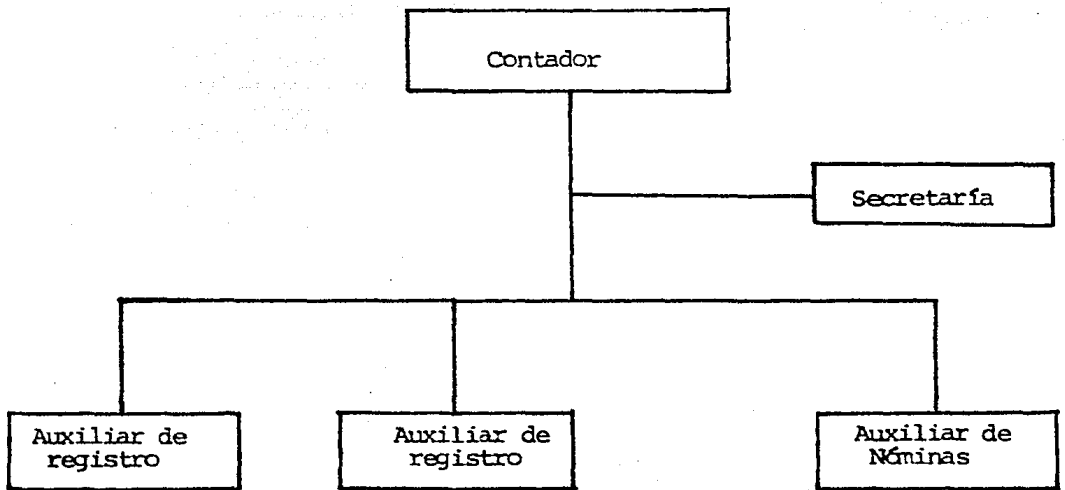 Contador
Secretaría
Auxiliar de
registro
Auxiliar de
registro
Auxiliar de
Nóminas